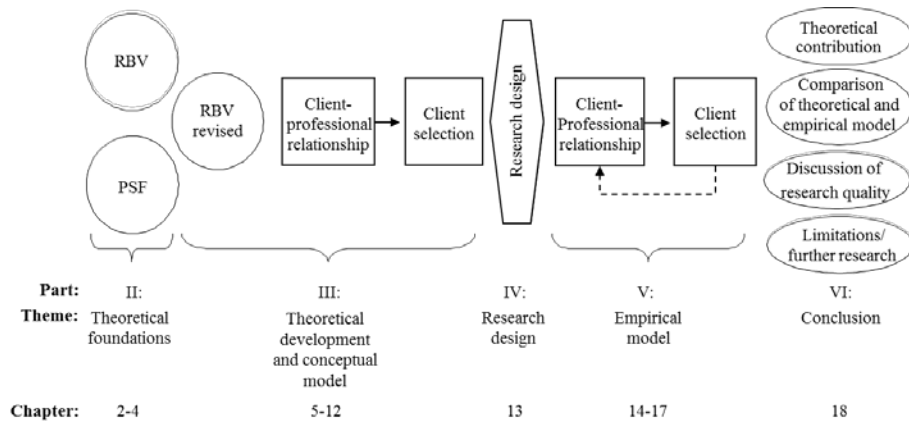 RBV
PSF
RBV
revised
Client-
professional
relationship
Client
selection
Research design
Client-
Professional
relationship
Client
selection
Theoretical
contribution
Comparison
of theoretical and
empirical model
Discussion of
research quality
Limitations/
further research
Part: II: III: IV: V: VI:
Theme: Theoretical foundations Theoretical development and conceptual model Research design Empirical model Conclusion
Chapter: 2-4 5-12 13 14-17 18